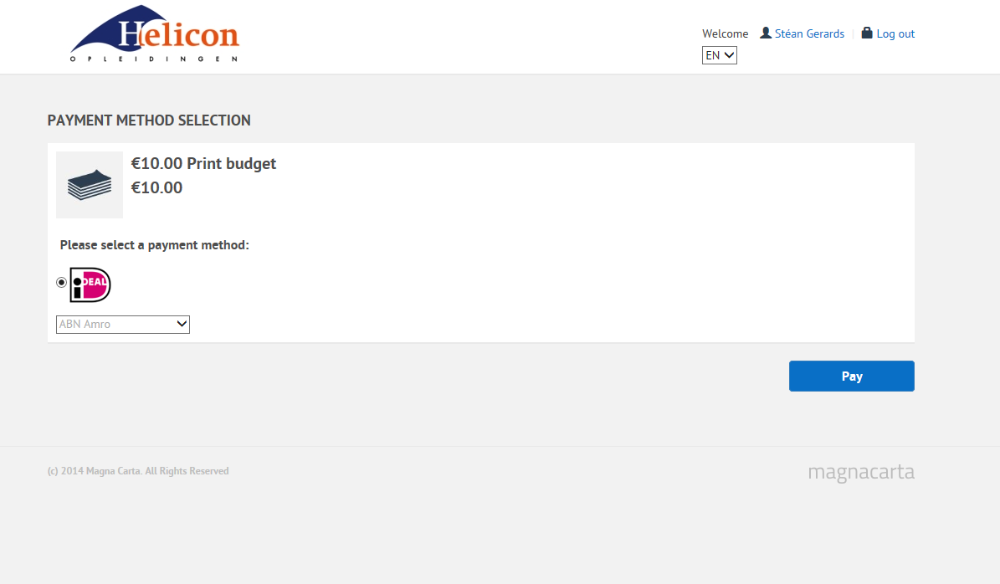 Helicon
OPLEIDINGEN
Welcome Stéan Gerards | Log out
EN
PAYMENT METHOD SELECTION
€10.00 Print budget
€10.00
Please select a payment method:
iDEAL
ABN Amro
Pay
(c) 2014 Magna Carta. All Rights Reserved
magnacarta